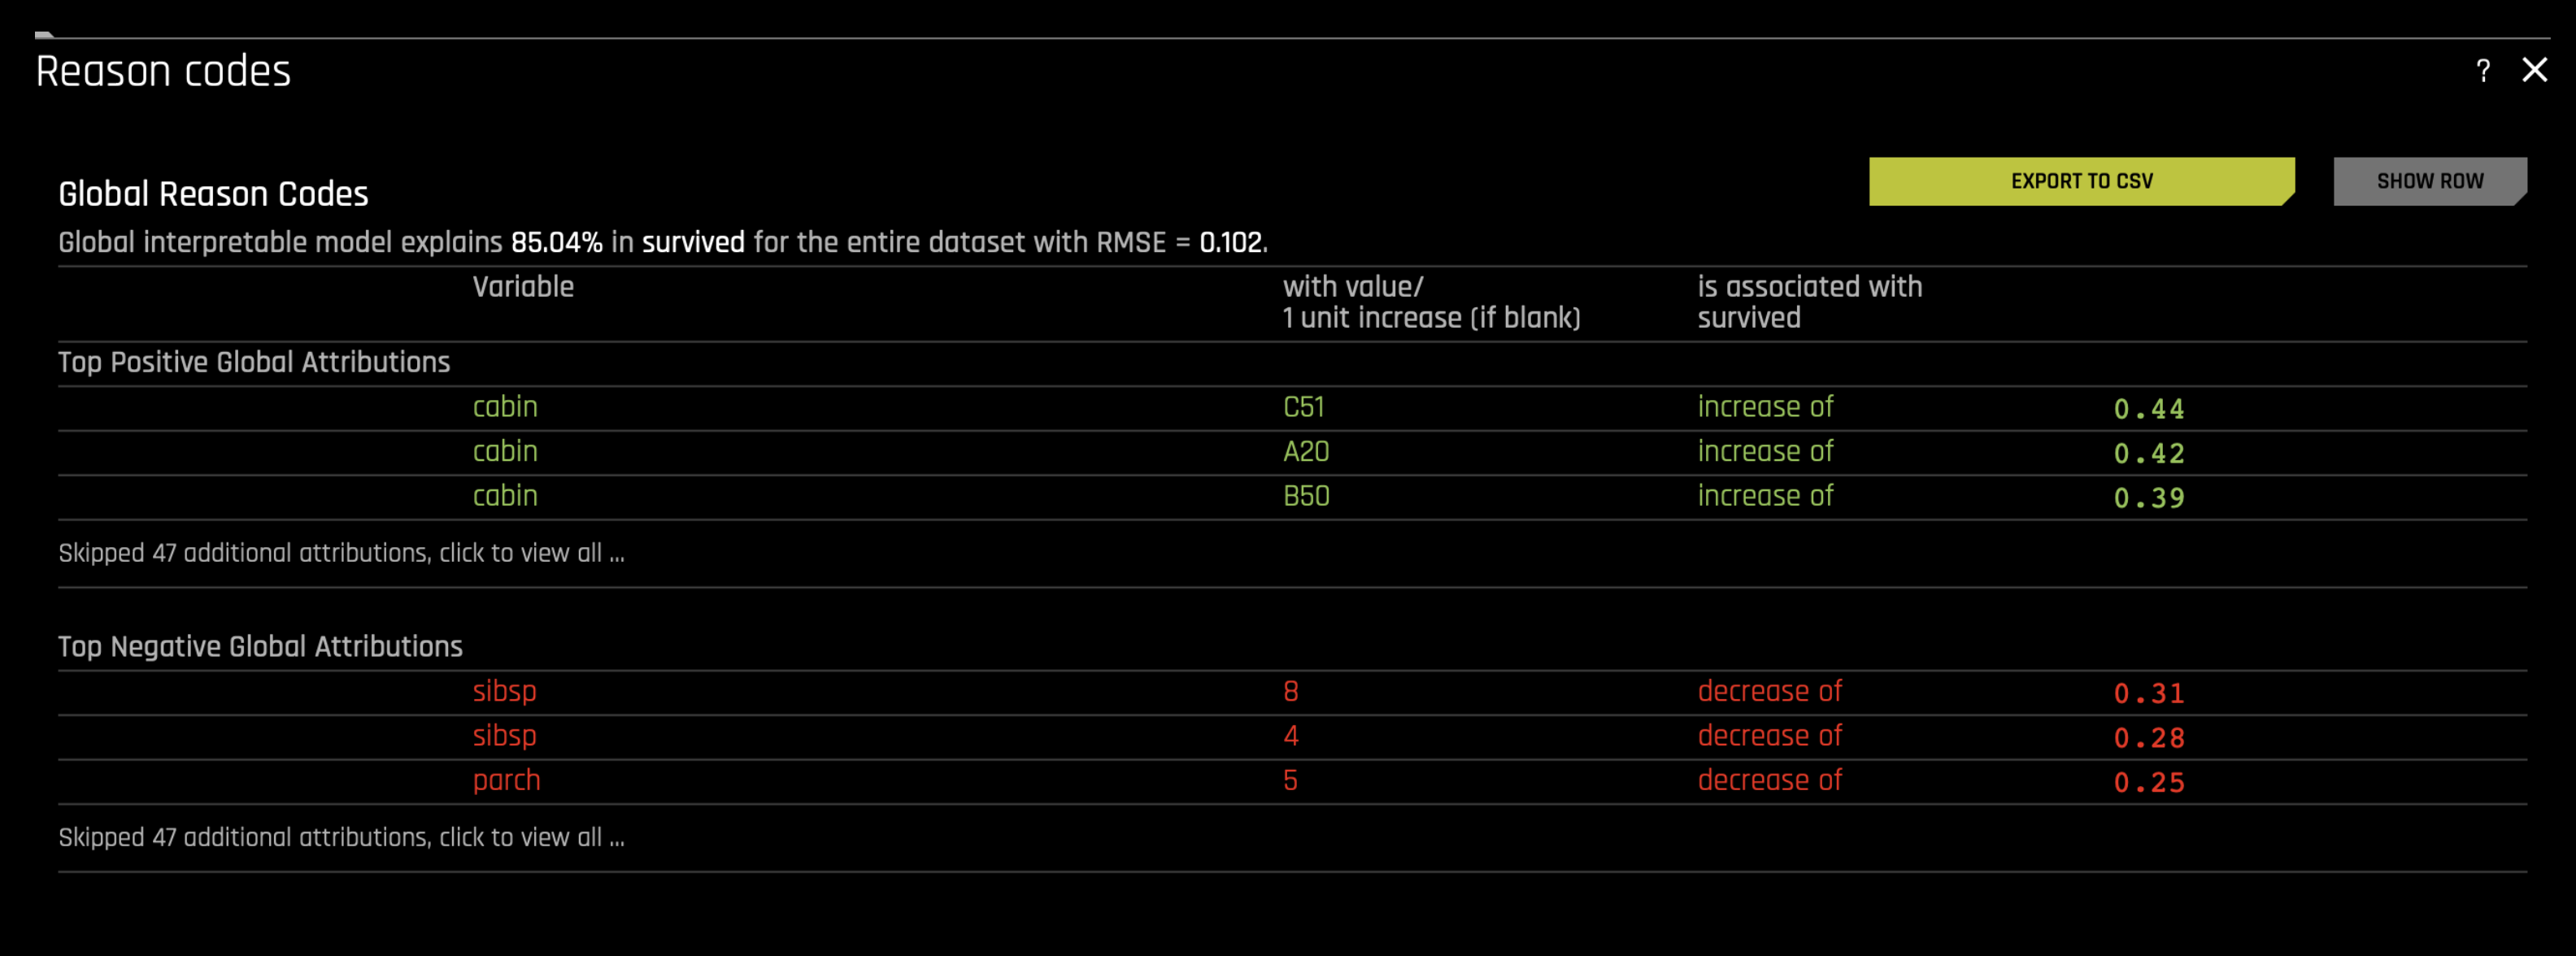 Reason codes
?
EXPORT TO CSV
SHOW ROW
Global Reason Codes
Global interpretable model explains 85.04% in survived for the entire dataset with RMSE = 0.102.
Variable
with value/
1 unit increase (if blank)
is associated with
survived
Top Positive Global Attributions
cabin C51 increase of 0.44
cabin A20 increase of 0.42
cabin B50 increase of 0.39
Skipped 47 additional attributions, click to view all ...
Top Negative Global Attributions
sibsp 8 decrease of 0.31
sibsp 4 decrease of 0.28
parch 5 decrease of 0.25
Skipped 47 additional attributions, click to view all ...